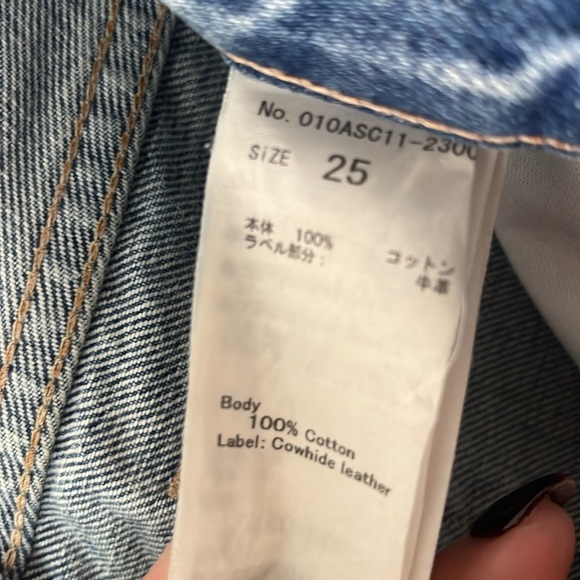 No. 010ASC11-2300
SiZE 25
本体 100% コットン
ラベル部分: 牛革
Body
100% Cotton
Label: Cowhide leather